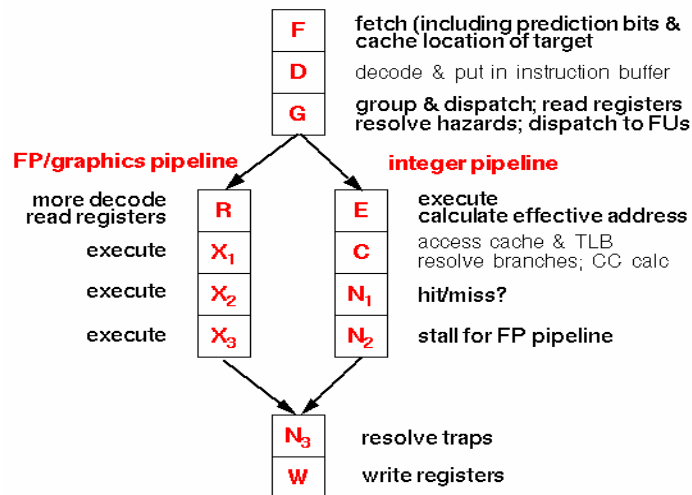 F
fetch (including prediction bits &
cache location of target
D
decode & put in instruction buffer
G
group & dispatch; read registers
resolve hazards; dispatch to FUs
FP/graphics pipeline
integer pipeline
more decode
read registers
R
E
execute
calculate effective address
execute
X1
C
access cache & TLB
resolve branches; CC calc
execute
X2
N1
hit/miss?
execute
X3
N2
stall for FP pipeline
N3
resolve traps
W
write registers